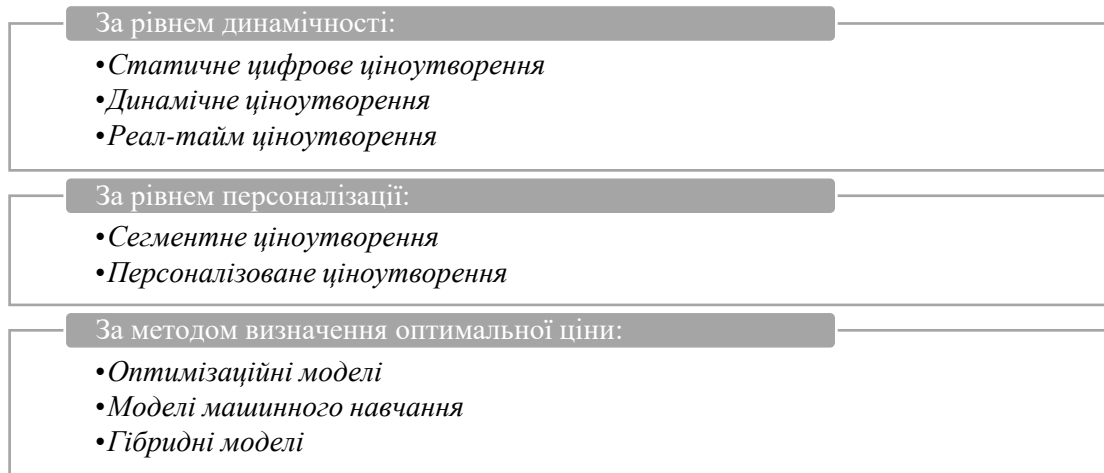 За рівнем динамічності:
•Статичне цифрове ціноутворення
•Динамічне ціноутворення
•Реал-тайм ціноутворення
За рівнем персоналізації:
•Сегментне ціноутворення
•Персоналізоване ціноутворення
За методом визначення оптимальної ціни:
•Оптимізаційні моделі
•Моделі машинного навчання
•Гібридні моделі